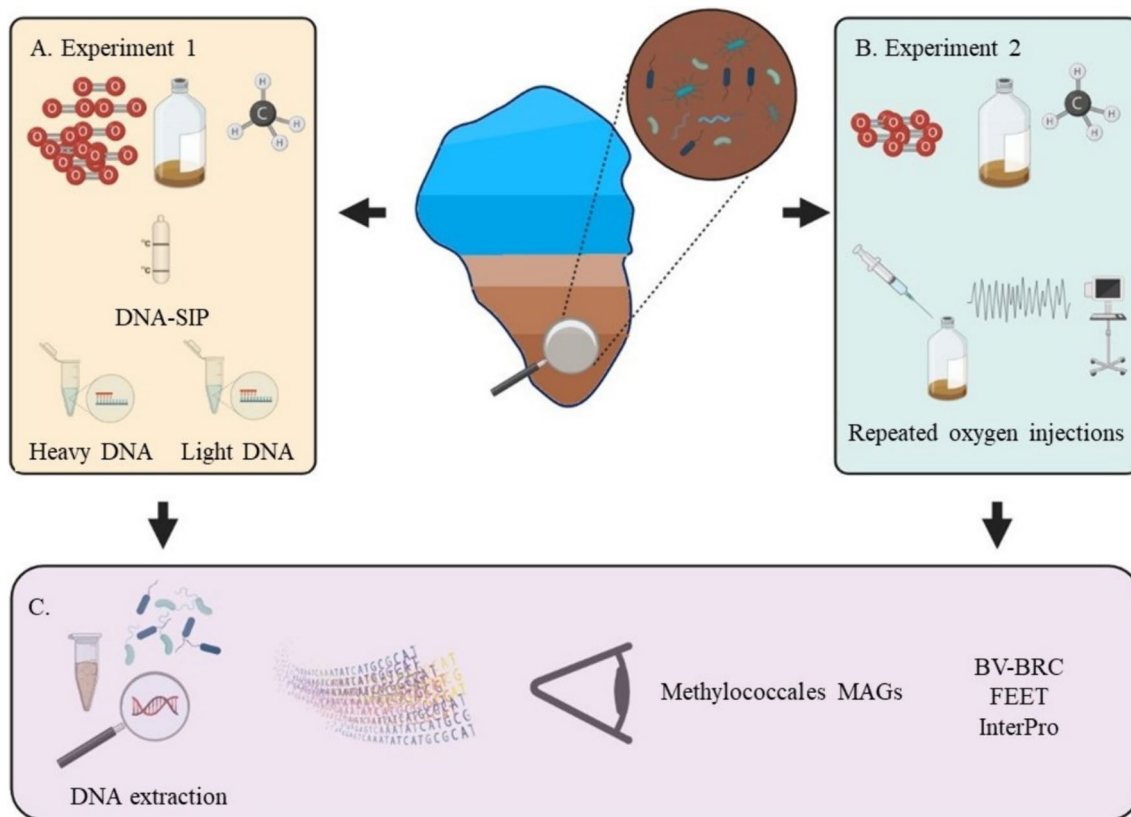 A. Experiment 1
DNA-SIP
Heavy DNA
Light DNA
B. Experiment 2
Repeated oxygen injections
C.
DNA extraction
Methylococcales MAGs
BV-BRC
FEET
InterPro